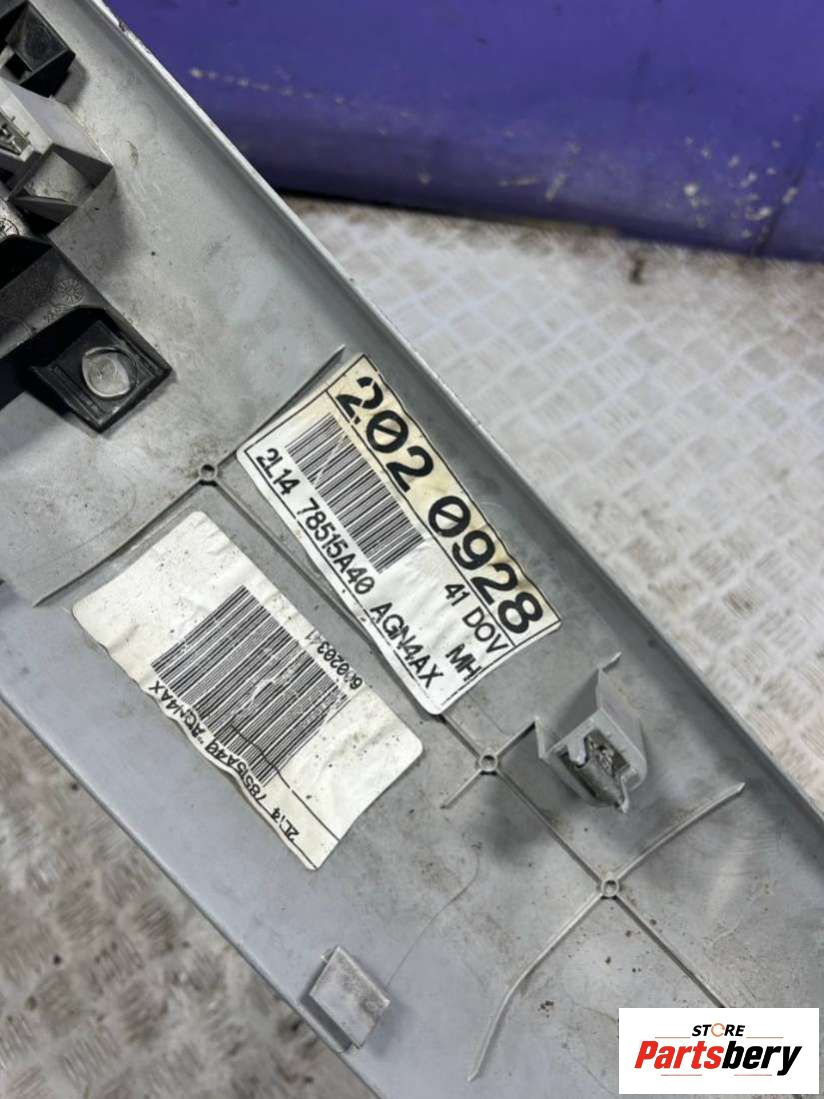 202 0928
41 DOV
2L14 78515A40 AGN4AX MH
2L14 78515A40 AGN4AX
STORE
Partsbery